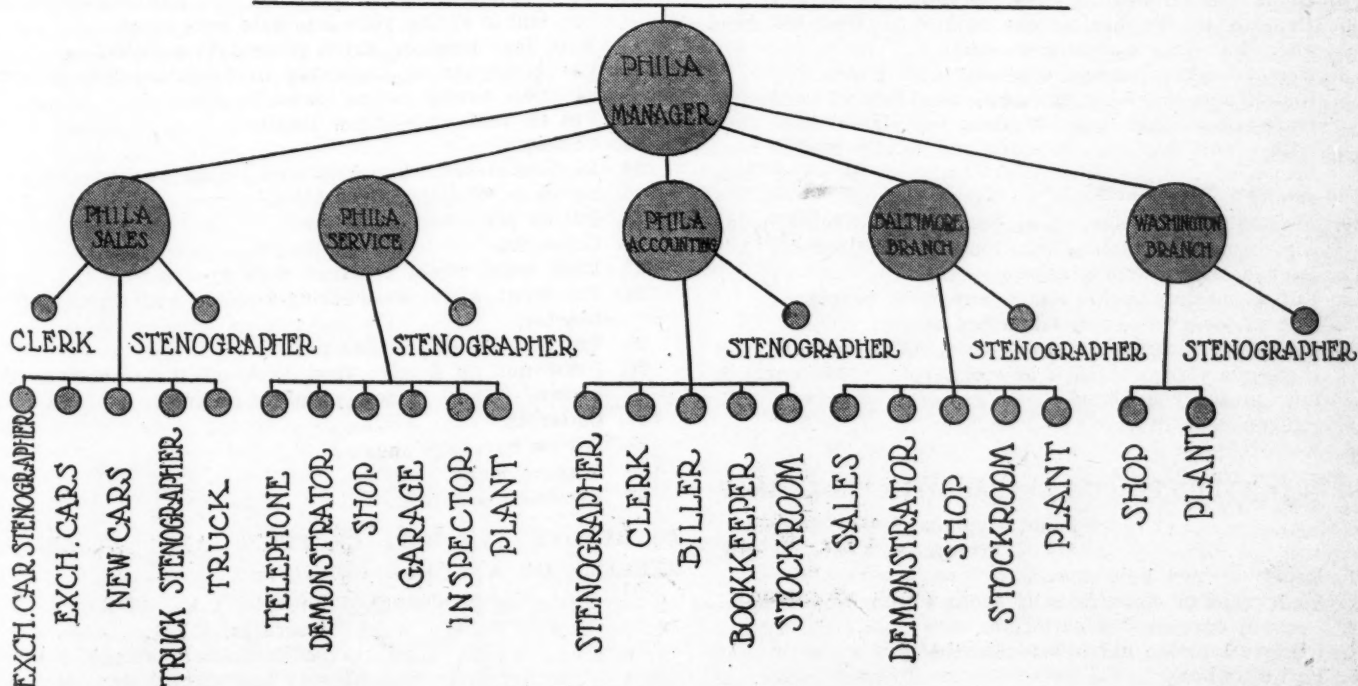 PHILA
MANAGER
PHILA
SALES
PHILA
SERVICE
PHILA
ACCOUNTING
BALTIMORE
BRANCH
WASHINGTON
BRANCH
CLERK
STENOGRAPHER
STENOGRAPHER
STENOGRAPHER
STENOGRAPHER
STENOGRAPHER
EXCH. CAR STENOGRAPHER
EXCH. CARS
NEW CARS
TRUCK STENOGRAPHER
TRUCK
TELEPHONE
DEMONSTRATOR
SHOP
GARAGE
INSPECTOR
PLANT
STENOGRAPHER
CLERK
BILLER
BOOKKEEPER
STOCKROOM
SALES
DEMONSTRATOR
SHOP
STOCKROOM
PLANT
SHOP
PLANT